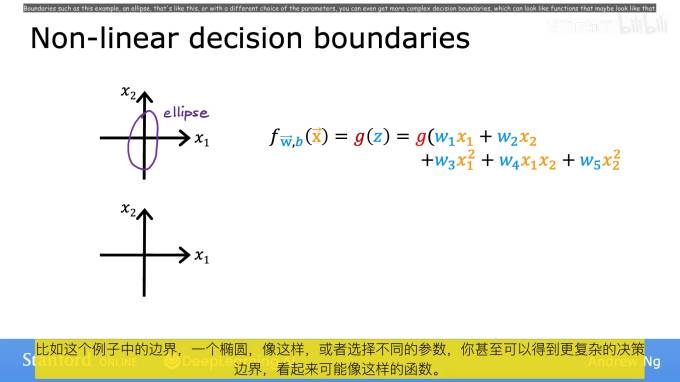 Boundaries such as this example, an ellipse, that's like this, or with a different choice of the parameters, you can even get more complex decision boundaries, which can look like functions that maybe look like that.
Non-linear decision boundaries
bilibili
x₂
ellipse
x₁
f_{w⃗,b}(x⃗) = g(z) = g(w₁x₁ + w₂x₂
+w₃x₁² + w₄x₁x₂ + w₅x₂²
x₂
x₁
ONLINE
Andrew Ng
比如这个例子中的边界，一个椭圆，像这样，或者选择不同的参数，你甚至可以得到更复杂的决策
边界，看起来可能像这样的函数。